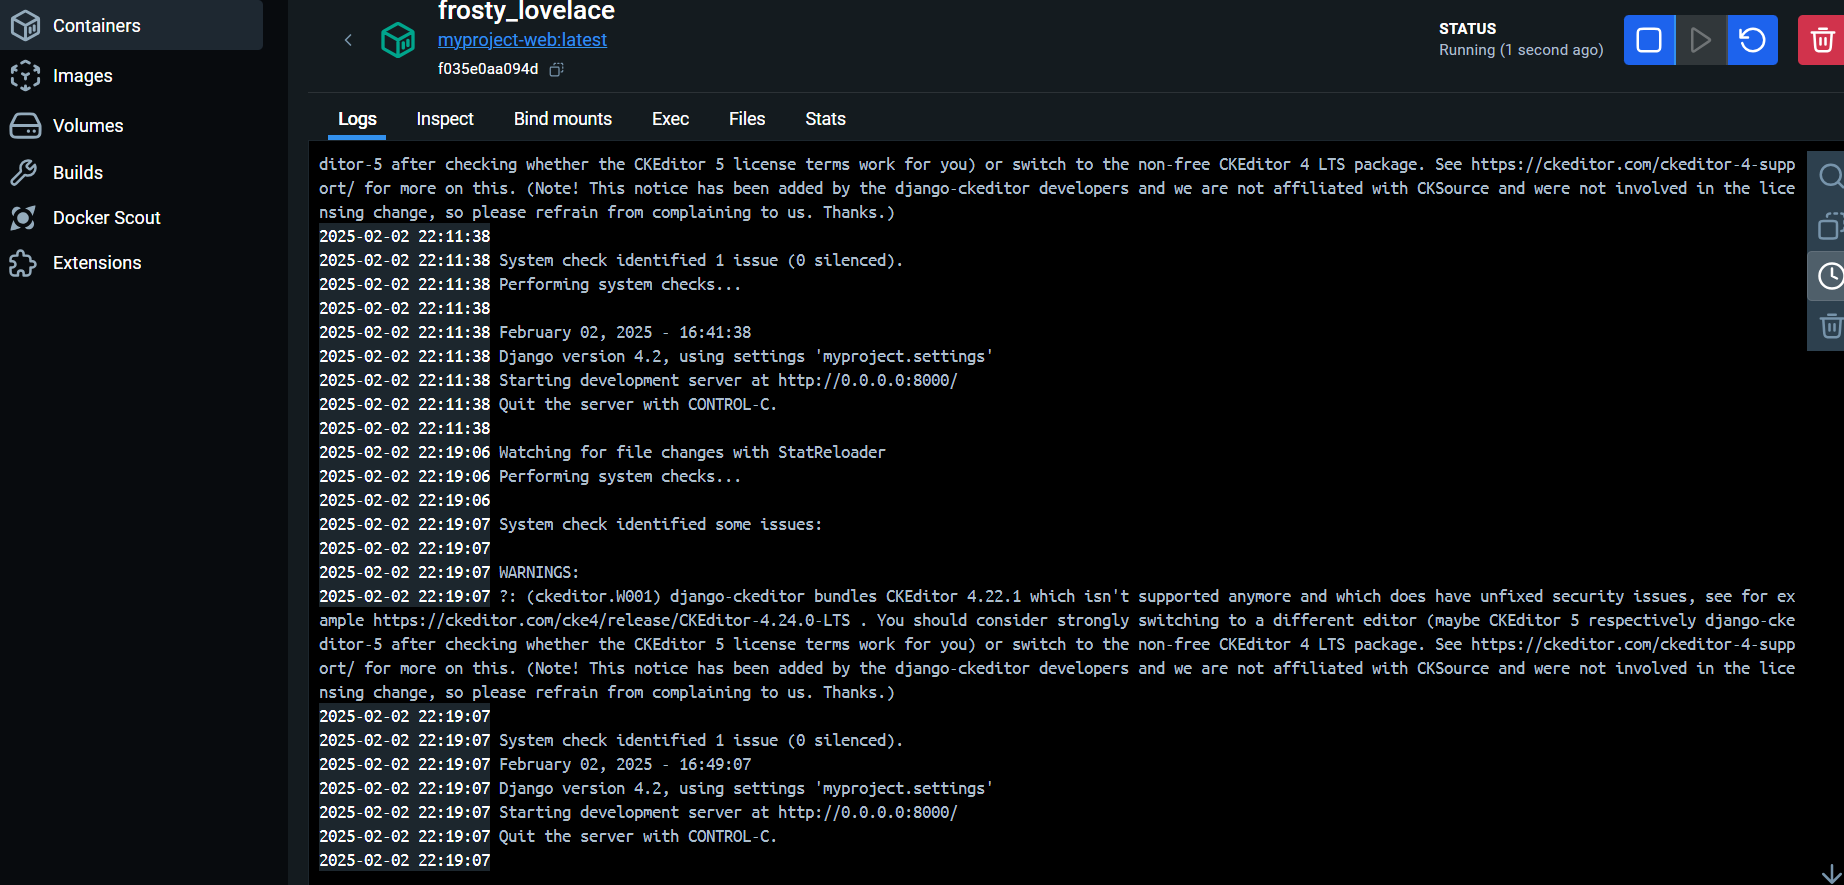 Containers
Images
Volumes
Builds
Docker Scout
Extensions
frosty_lovelace
myproject-web:latest
f035e0aa094d
STATUS
Running (1 second ago)
Logs
Inspect
Bind mounts
Exec
Files
Stats
ditor-5 after checking whether the CKEditor 5 license terms work for you) or switch to the non-free CKEditor 4 LTS package. See https://ckeditor.com/ckeditor-4-supp
ort/ for more on this. (Note! This notice has been added by the django-ckeditor developers and we are not affiliated with CKSource and were not involved in the lice
nsing change, so please refrain from complaining to us. Thanks.)
2025-02-02 22:11:38
2025-02-02 22:11:38 System check identified 1 issue (0 silenced).
2025-02-02 22:11:38 Performing system checks...
2025-02-02 22:11:38
2025-02-02 22:11:38 February 02, 2025 - 16:41:38
2025-02-02 22:11:38 Django version 4.2, using settings 'myproject.settings'
2025-02-02 22:11:38 Starting development server at http://0.0.0.0:8000/
2025-02-02 22:11:38 Quit the server with CONTROL-C.
2025-02-02 22:11:38
2025-02-02 22:19:06 Watching for file changes with StatReloader
2025-02-02 22:19:06 Performing system checks...
2025-02-02 22:19:06
2025-02-02 22:19:07 System check identified some issues:
2025-02-02 22:19:07
2025-02-02 22:19:07 WARNINGS:
2025-02-02 22:19:07 ?: (ckeditor.W001) django-ckeditor bundles CKEditor 4.22.1 which isn't supported anymore and which does have unfixed security issues, see for ex
ample https://ckeditor.com/cke4/release/CKEditor-4.24.0-LTS . You should consider strongly switching to a different editor (maybe CKEditor 5 respectively django-cke
ditor-5 after checking whether the CKEditor 5 license terms work for you) or switch to the non-free CKEditor 4 LTS package. See https://ckeditor.com/ckeditor-4-supp
ort/ for more on this. (Note! This notice has been added by the django-ckeditor developers and we are not affiliated with CKSource and were not involved in the lice
nsing change, so please refrain from complaining to us. Thanks.)
2025-02-02 22:19:07
2025-02-02 22:19:07 System check identified 1 issue (0 silenced).
2025-02-02 22:19:07 February 02, 2025 - 16:49:07
2025-02-02 22:19:07 Django version 4.2, using settings 'myproject.settings'
2025-02-02 22:19:07 Starting development server at http://0.0.0.0:8000/
2025-02-02 22:19:07 Quit the server with CONTROL-C.
2025-02-02 22:19:07